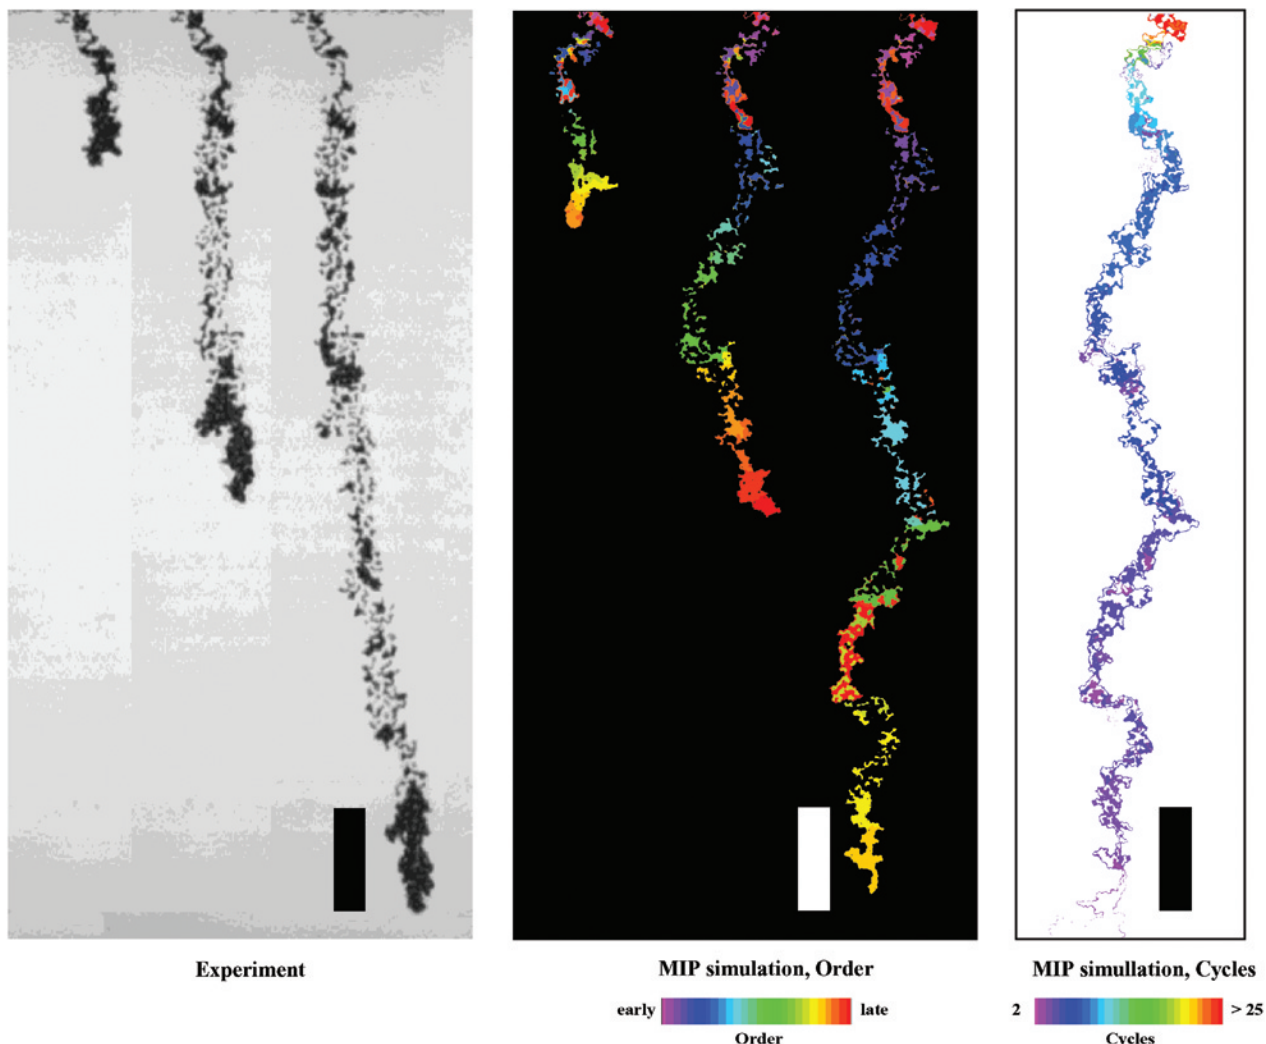 Experiment
MIP simulation, Order
MIP simullation, Cycles
early
late
Order
2
> 25
Cycles